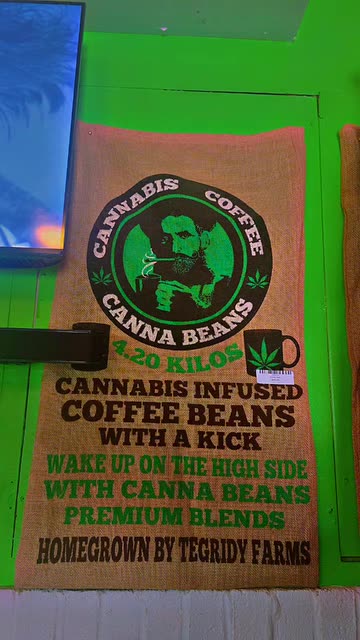 CANNABIS COFFEE
CANNA BEANS
4.20 KILOS
CANNABIS INFUSED
COFFEE BEANS
WITH A KICK
WAKE UP ON THE HIGH SIDE
WITH CANNA BEANS
PREMIUM BLENDS
HOMEGROWN BY TEGRIDY FARMS